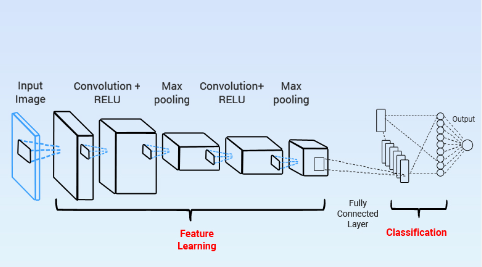 Input
Image
Convolution +
RELU
Max
pooling
Convolution+
RELU
Max
pooling
Output
Fully
Connected
Layer
Feature
Learning
Classification